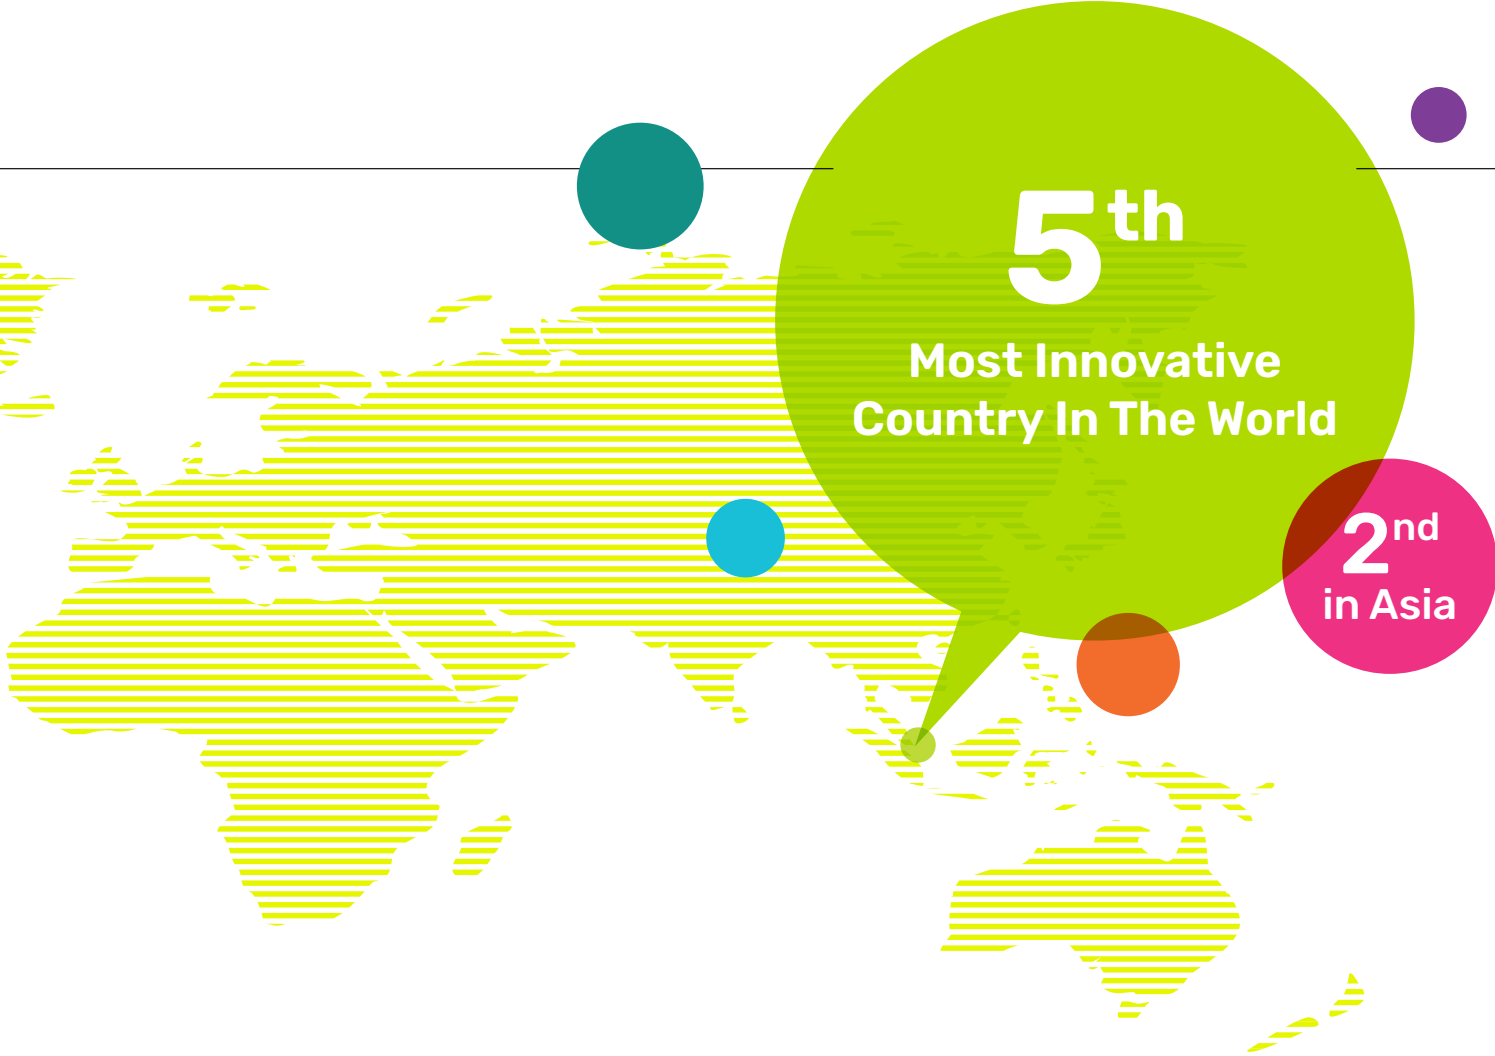 5th
Most Innovative
Country In The World
2nd
in Asia